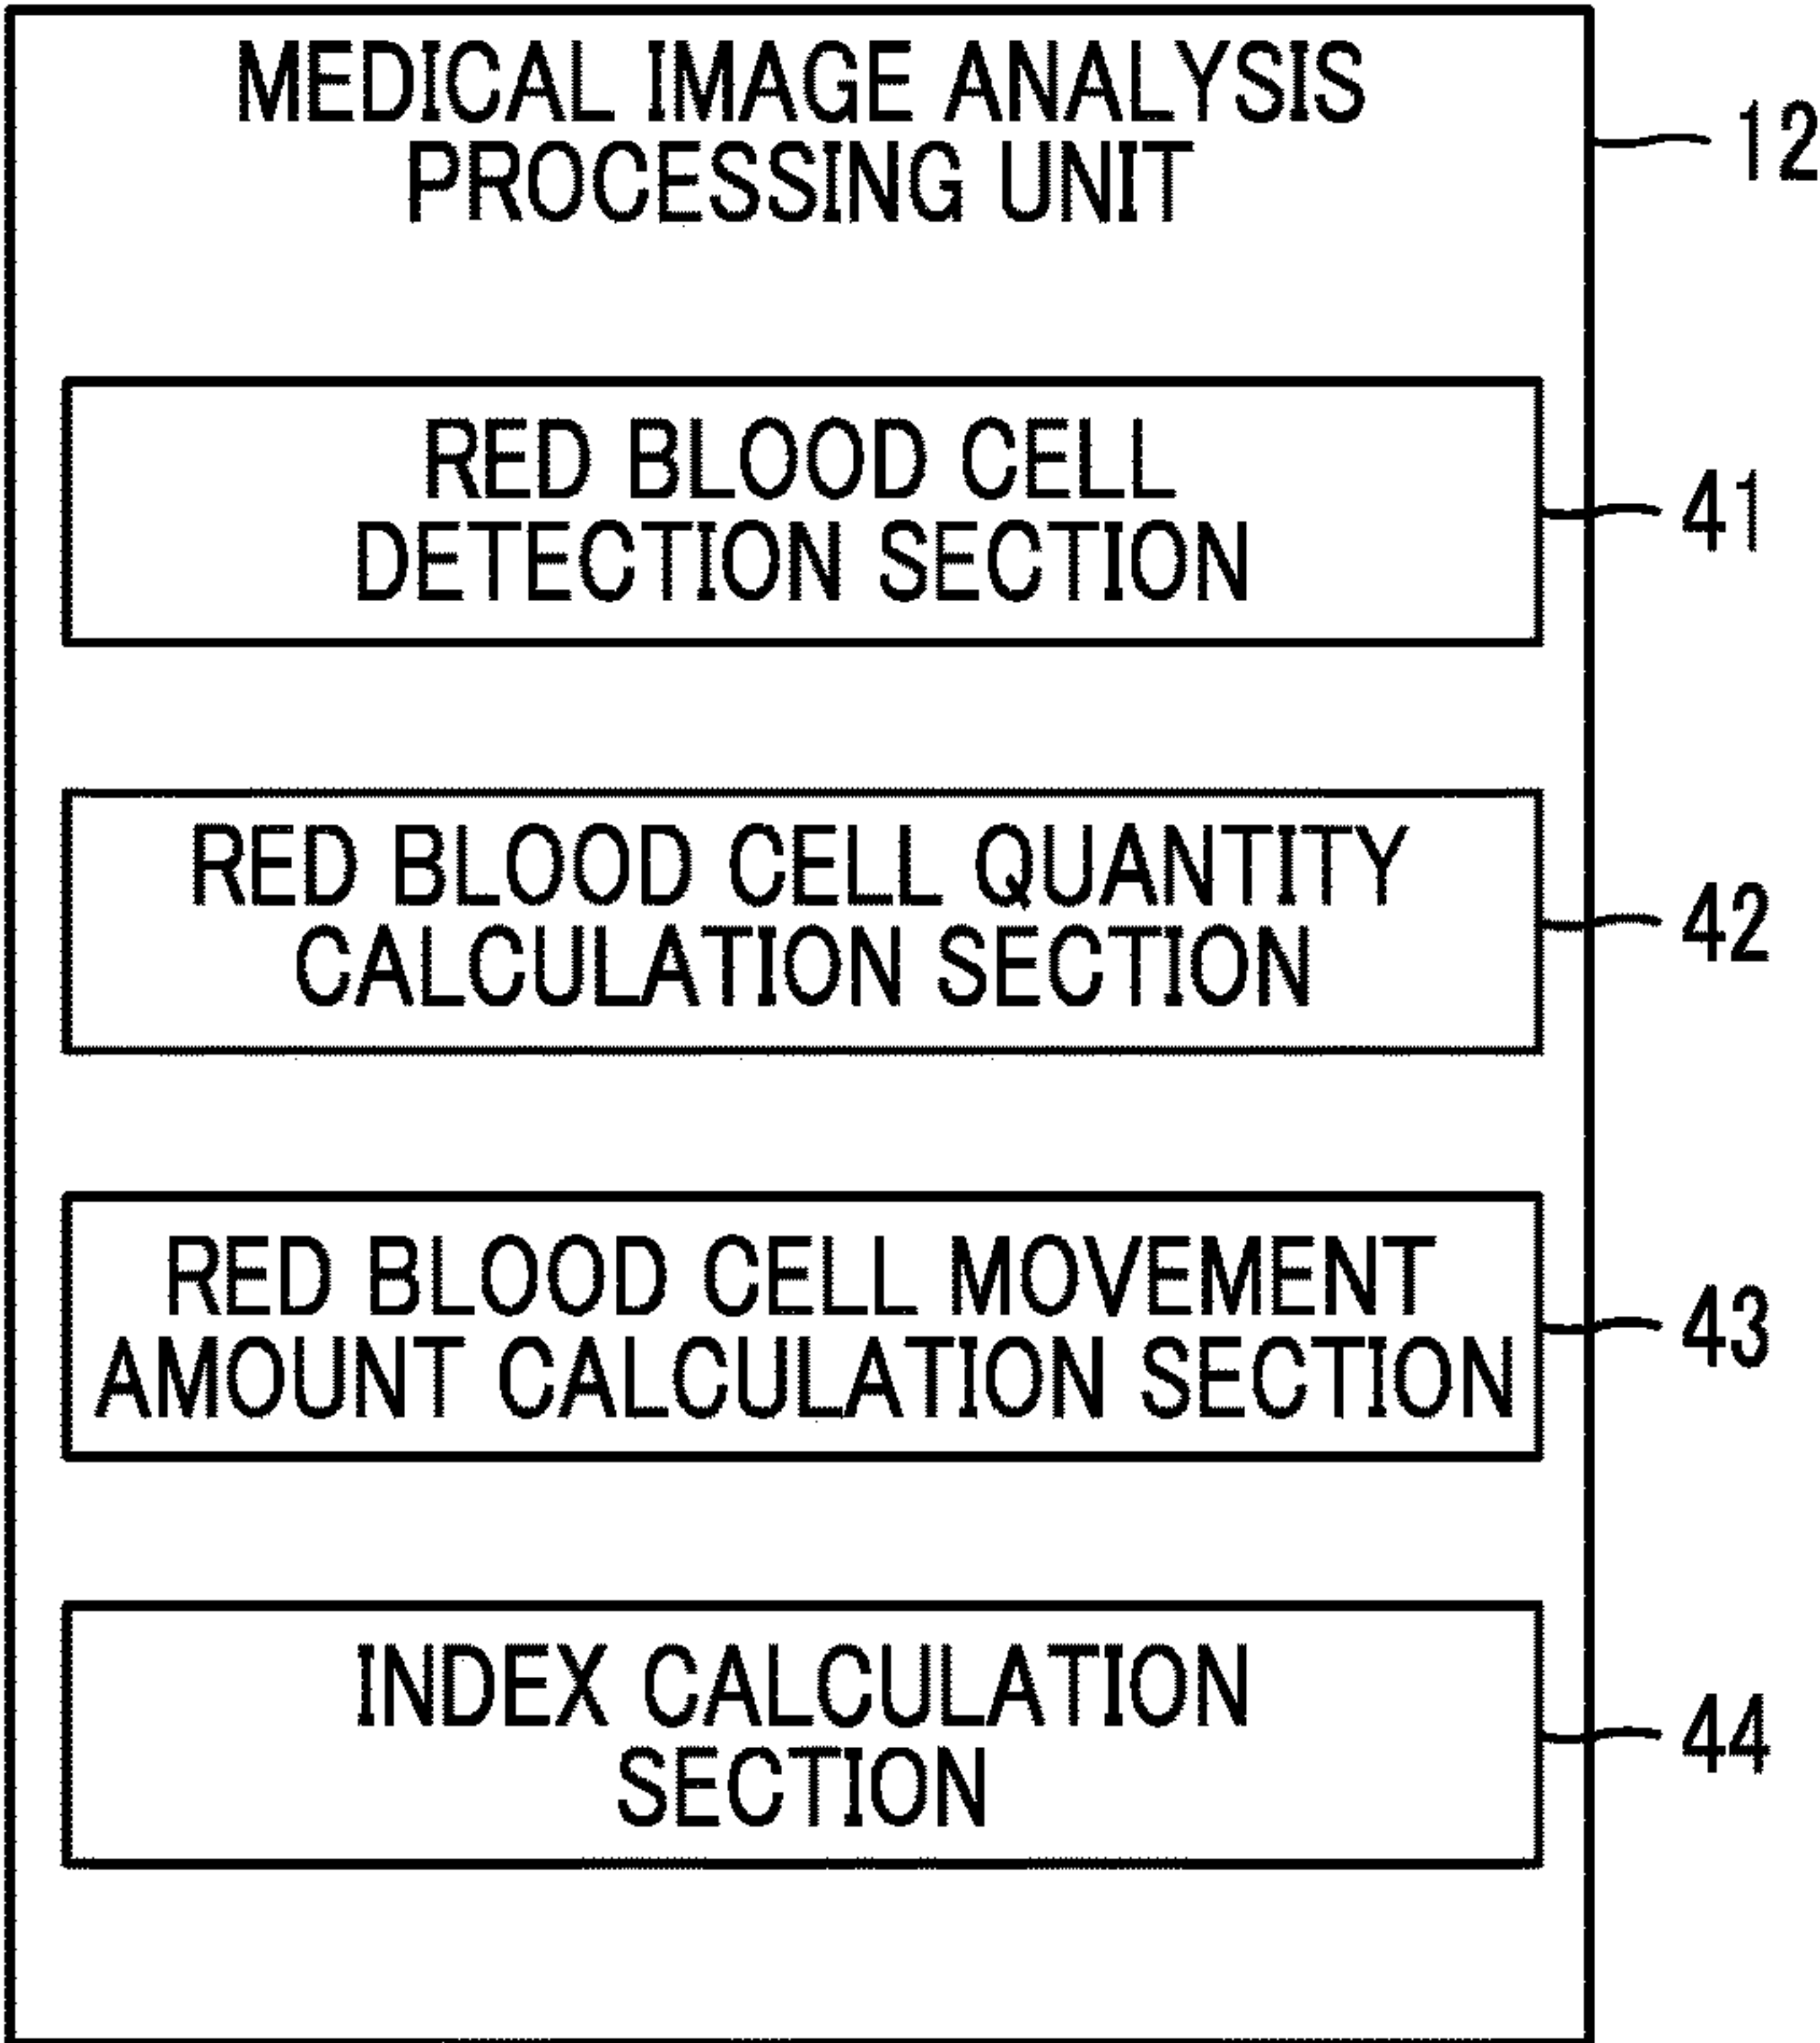 MEDICAL IMAGE ANALYSIS
PROCESSING UNIT
12
RED BLOOD CELL
DETECTION SECTION
41
RED BLOOD CELL QUANTITY
CALCULATION SECTION
42
RED BLOOD CELL MOVEMENT
AMOUNT CALCULATION SECTION
43
INDEX CALCULATION
SECTION
44